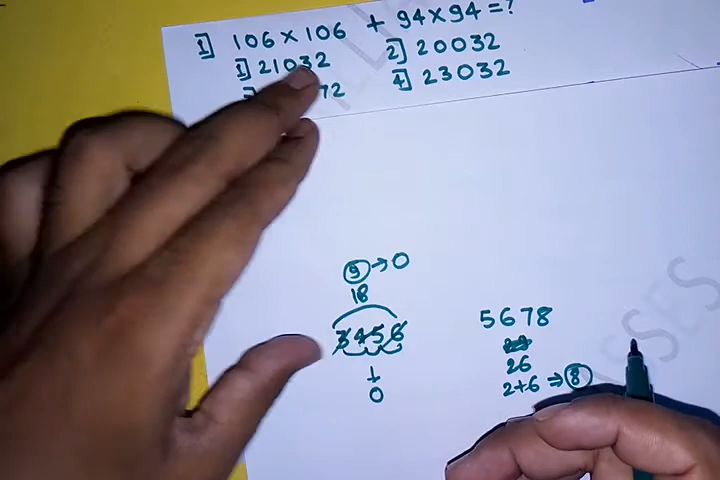 1] 106×106 + 94×94=?
1] 21032 2] 20032
72 4] 23032
9→0
18
3456 5678
1 26
0 2+6 ⇒ 8